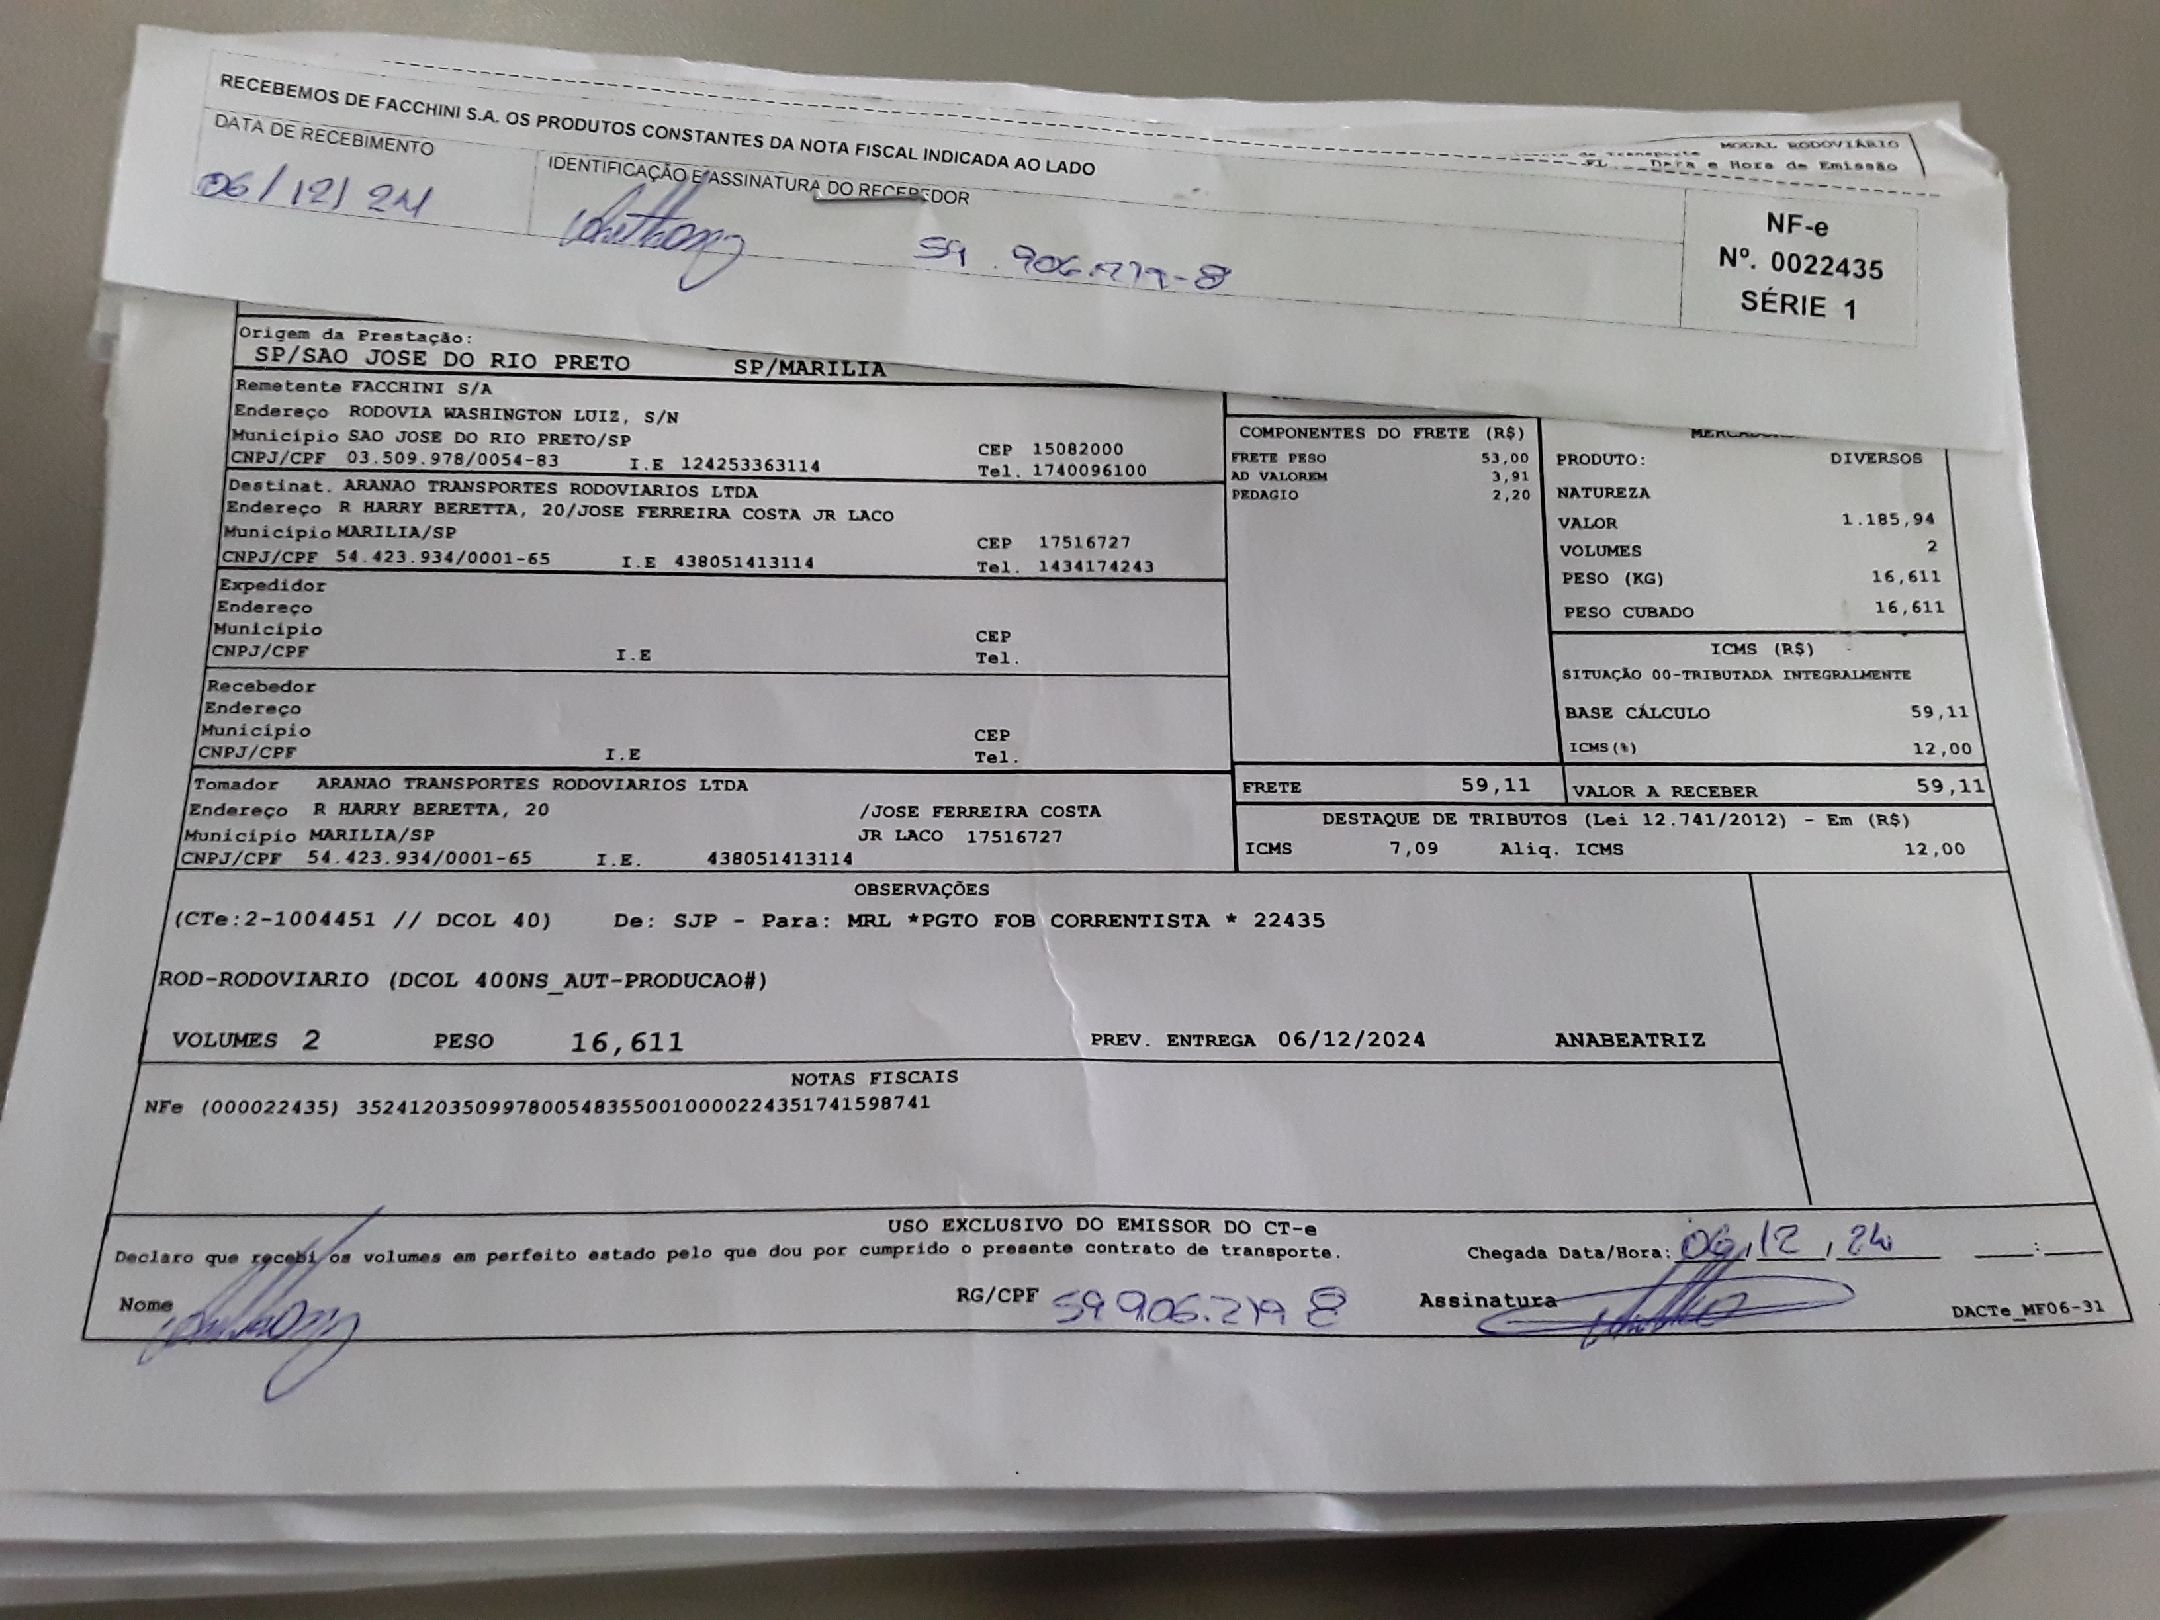 MODAL RODOVIÁRIO
de Transporte FL. Data e Hora de Emissão
RECEBEMOS DE FACCHINI S.A. OS PRODUTOS CONSTANTES DA NOTA FISCAL INDICADA AO LADO
DATA DE RECEBIMENTO
06/12/24
IDENTIFICAÇÃO E ASSINATURA DO RECEBEDOR
59.906.219-8
NF-e
Nº. 0022435
SÉRIE 1
Origem da Prestação:
SP/SAO JOSE DO RIO PRETO SP/MARILIA
Remetente FACCHINI S/A
Endereço RODOVIA WASHINGTON LUIZ, S/N
Município SAO JOSE DO RIO PRETO/SP CEP 15082000
CNPJ/CPF 03.509.978/0054-83 I.E 124253363114 Tel. 1740096100
Destinat. ARANAO TRANSPORTES RODOVIARIOS LTDA
Endereço R HARRY BERETTA, 20/JOSE FERREIRA COSTA JR LACO
Município MARILIA/SP CEP 17516727
CNPJ/CPF 54.423.934/0001-65 I.E 438051413114 Tel. 1434174243
Expedidor
Endereço
Município CEP
CNPJ/CPF I.E Tel.
Recebedor
Endereço
Município CEP
CNPJ/CPF I.E Tel.
Tomador ARANAO TRANSPORTES RODOVIARIOS LTDA
Endereço R HARRY BERETTA, 20 /JOSE FERREIRA COSTA
Município MARILIA/SP JR LACO 17516727
CNPJ/CPF 54.423.934/0001-65 I.E. 438051413114
COMPONENTES DO FRETE (R$)
FRETE PESO 53,00
AD VALOREM 3,91
PEDAGIO 2,20
PRODUTO: DIVERSOS
NATUREZA
VALOR 1.185,94
VOLUMES 2
PESO (KG) 16,611
PESO CUBADO 16,611
ICMS (R$)
SITUAÇÃO 00-TRIBUTADA INTEGRALMENTE
BASE CÁLCULO 59,11
ICMS(%) 12,00
FRETE 59,11 VALOR A RECEBER 59,11
DESTAQUE DE TRIBUTOS (Lei 12.741/2012) - Em (R$)
ICMS 7,09 Aliq. ICMS 12,00
OBSERVAÇÕES
(CTe:2-1004451 // DCOL 40) De: SJP - Para: MRL *PGTO FOB CORRENTISTA * 22435
ROD-RODOVIARIO (DCOL 400NS_AUT-PRODUCAO#)
VOLUMES 2 PESO 16,611 PREV. ENTREGA 06/12/2024 ANABEATRIZ
NOTAS FISCAIS
NFe (000022435) 35241203509978005483550010000224351741598741
USO EXCLUSIVO DO EMISSOR DO CT-e
Declaro que recebi os volumes em perfeito estado pelo que dou por cumprido o presente contrato de transporte. Chegada Data/Hora: 06/12/24 __:__
Nome RG/CPF 59 906.219 8 Assinatura DACTe_MF06-31